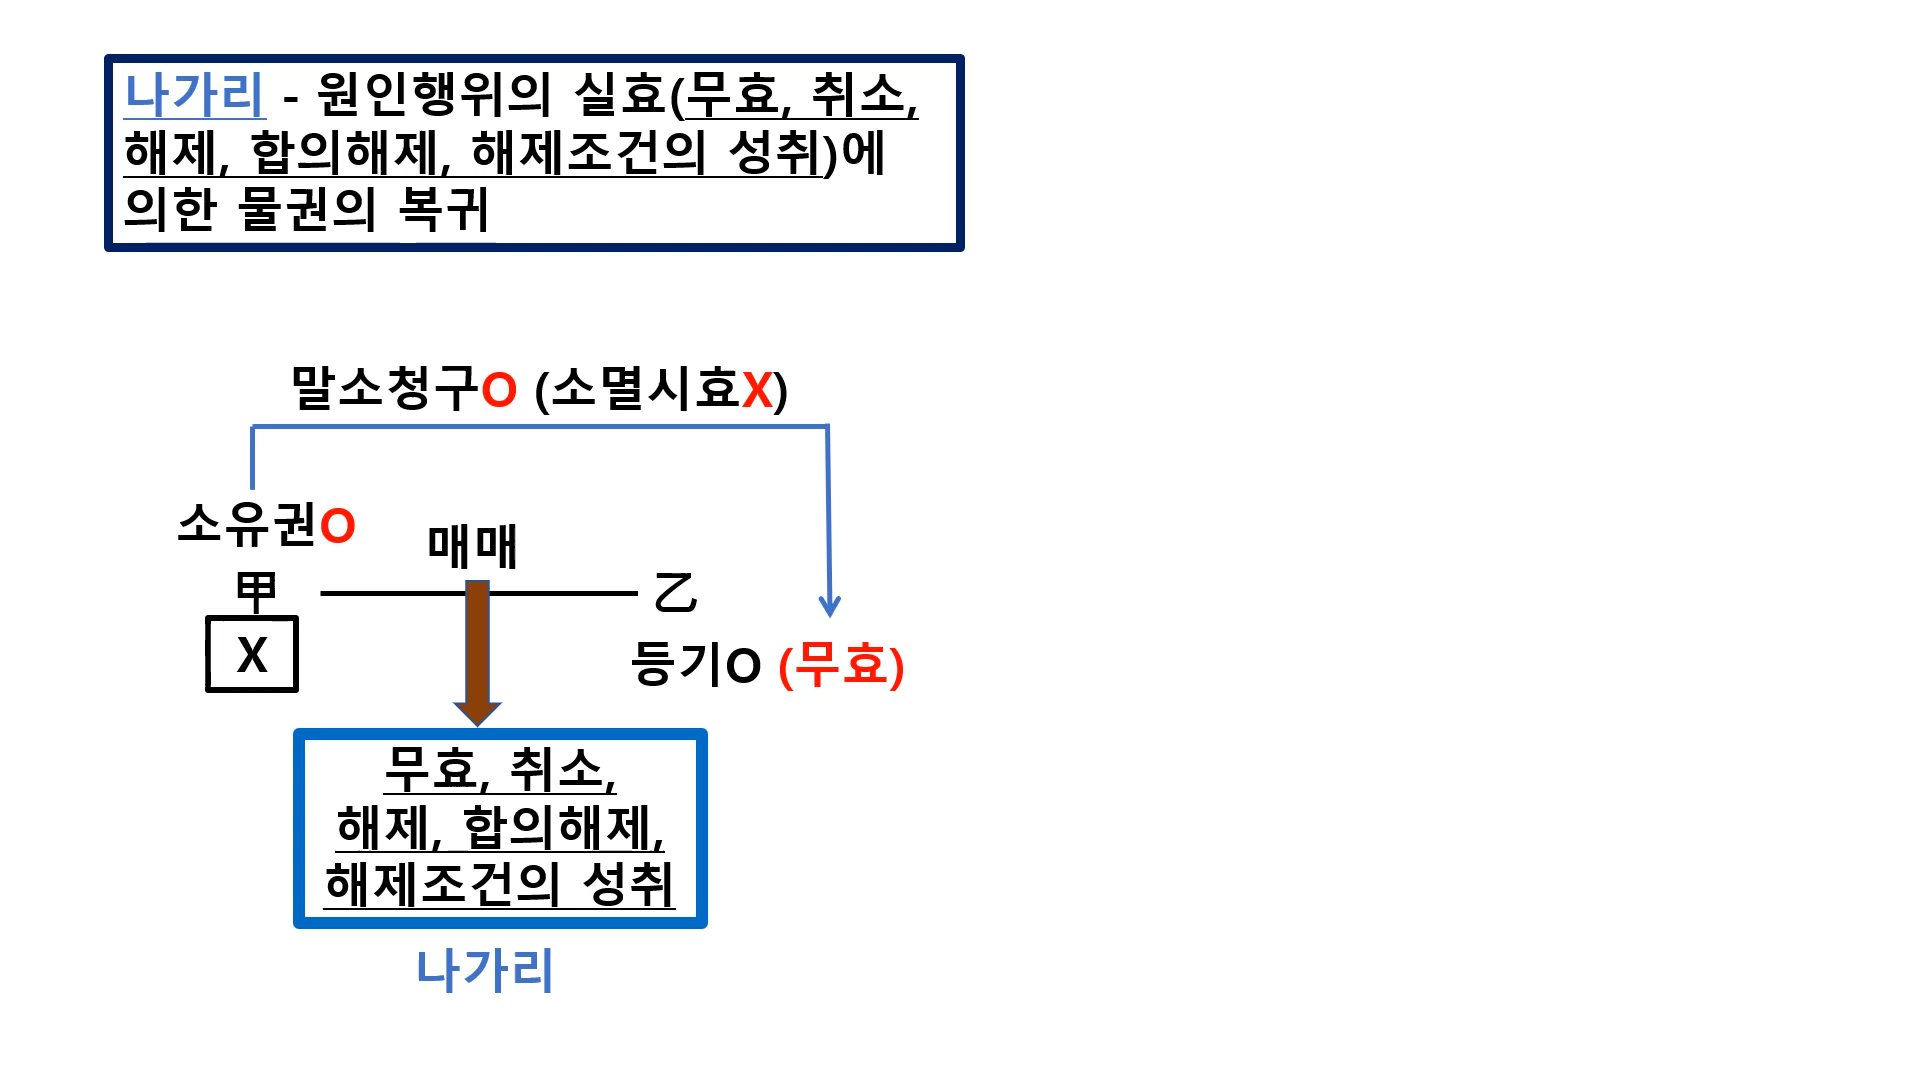 나가리 - 원인행위의 실효(무효, 취소,
해제, 합의해제, 해제조건의 성취)에
의한 물권의 복귀
말소청구O (소멸시효X)
소유권O
매매
甲
乙
X
등기O (무효)
무효, 취소,
해제, 합의해제,
해제조건의 성취
나가리